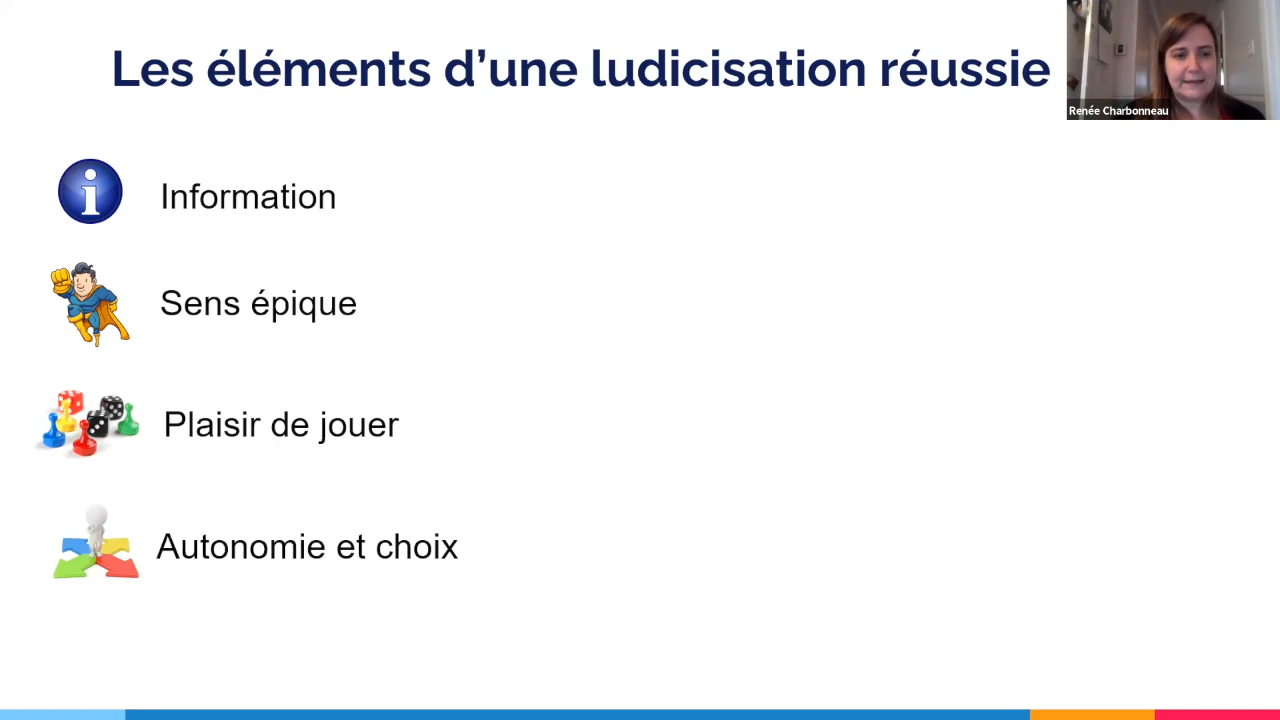 Les éléments d’une ludicisation réussie
Renée Charbonneau
Information
Sens épique
Plaisir de jouer
Autonomie et choix